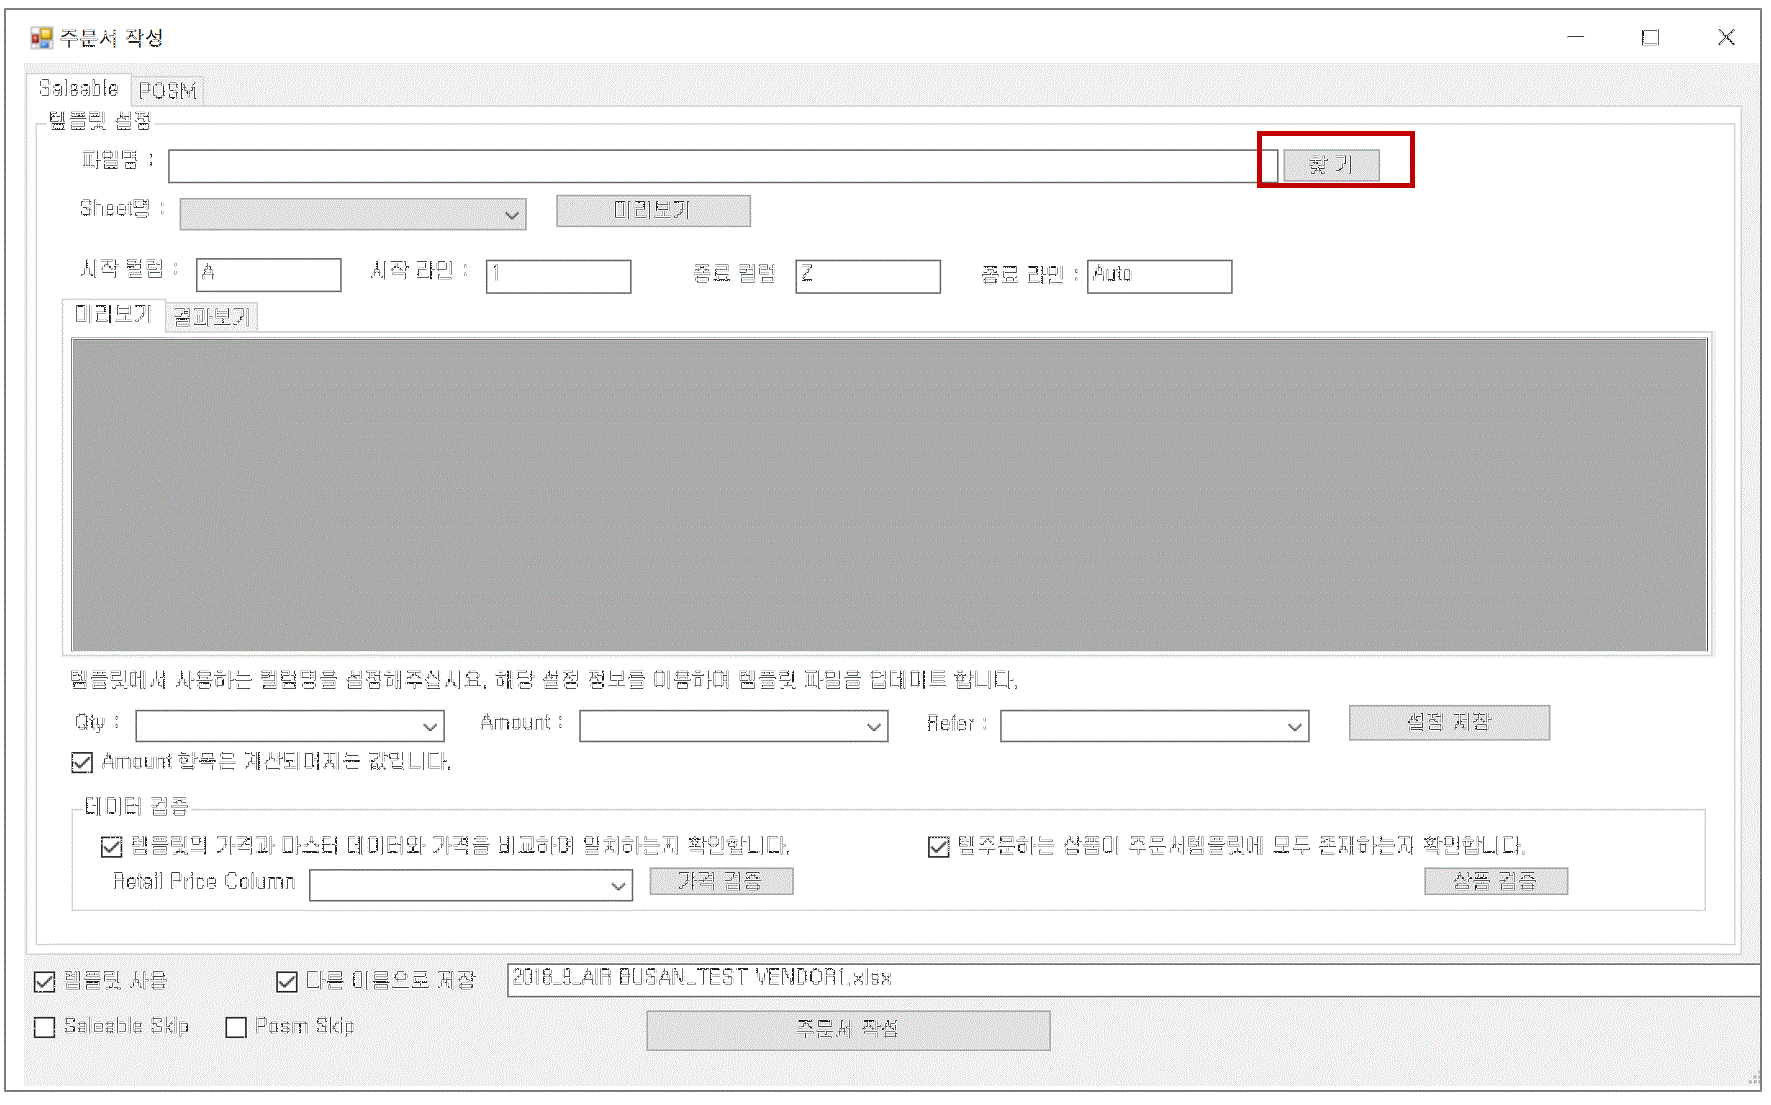 주문서 작성
Saleable POSM
템플릿 설정
파일명 : 찾 기
Sheet명 : 미리보기
시작 컬럼 : A 시작 라인 : 1 종료 컬럼 Z 종료 라인 : Auto
미리보기 결과보기
템플릿에서 사용하는 컬럼명을 설정해주십시요. 해당 설정 정보를 이용하여 템플릿 파일을 업데이트 합니다.
Qty : Amount : Refer : 설정 저장
Amount 항목은 계산되어지는 값입니다.
데이터 검증
템플릿의 가격과 마스터 데이터와 가격을 비교하여 일치하는지 확인합니다. 템주문하는 상품이 주문서템플릿에 모두 존재하는지 확인합니다.
Retail Price Column 가격 검증 상품 검증
템플릿 사용 다른 이름으로 저장 2018_9_AIR BUSAN_TEST VENDOR1.xlsx
Saleable Skip Posm Skip 주문서 작성